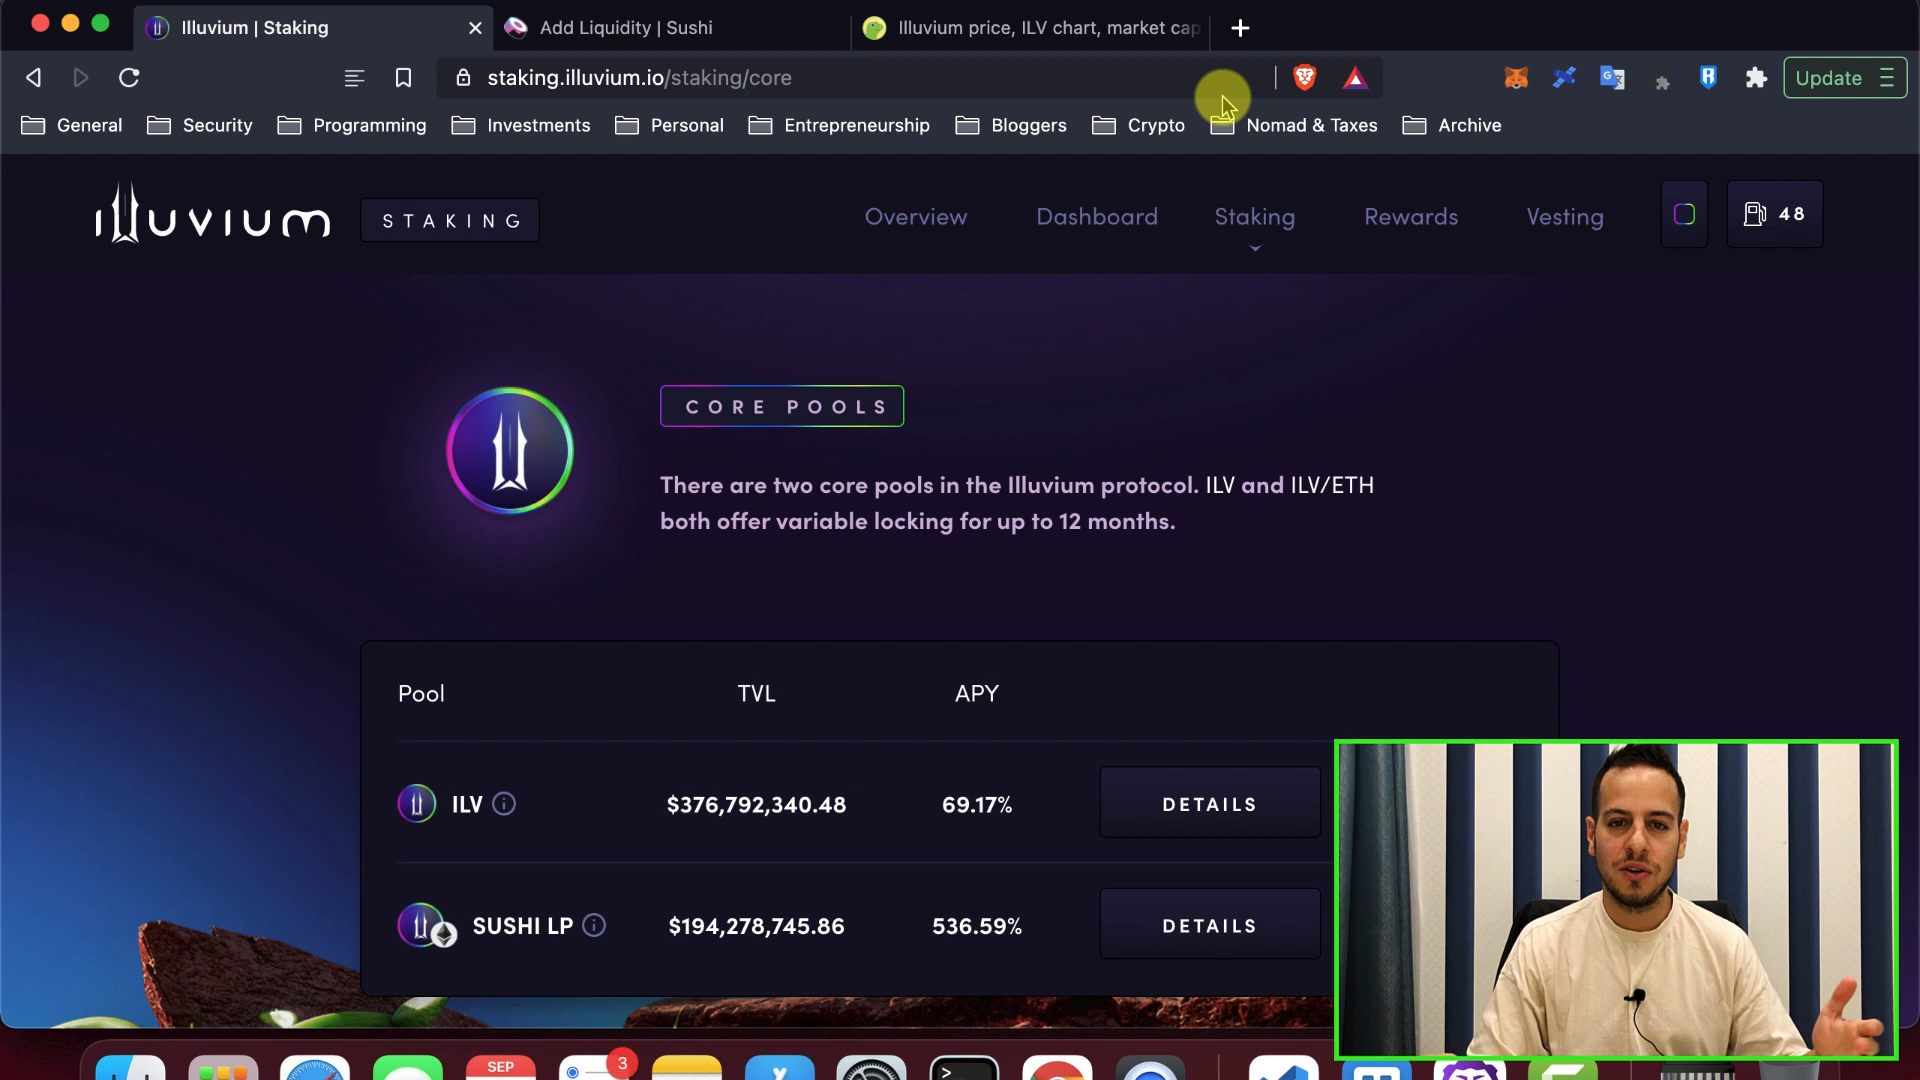 Illuvium | Staking
Add Liquidity | Sushi
Illuvium price, ILV chart, market cap
staking.illuvium.io/staking/core
Update
General
Security
Programming
Investments
Personal
Entrepreneurship
Bloggers
Crypto
Nomad & Taxes
Archive
illuvium
STAKING
Overview
Dashboard
Staking
Rewards
Vesting
48
CORE POOLS
There are two core pools in the Illuvium protocol. ILV and ILV/ETH
both offer variable locking for up to 12 months.
Pool TVL APY
ILV $376,792,340.48 69.17% DETAILS
SUSHI LP $194,278,745.86 536.59% DETAILS
SEP
3